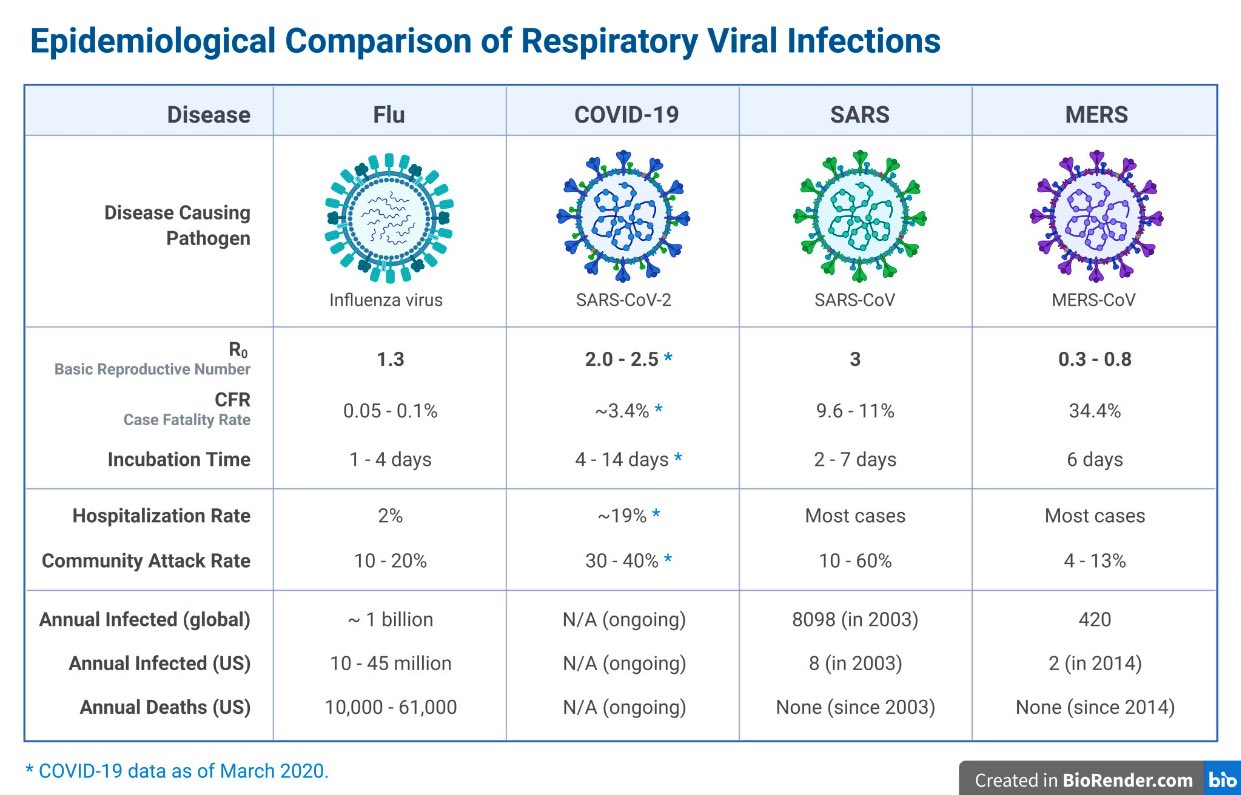 Epidemiological Comparison of Respiratory Viral Infections
Disease Flu COVID-19 SARS MERS
Disease Causing
Pathogen
Influenza virus SARS-CoV-2 SARS-CoV MERS-CoV
R₀ 1.3 2.0 - 2.5 * 3 0.3 - 0.8
Basic Reproductive Number
CFR 0.05 - 0.1% ~3.4% * 9.6 - 11% 34.4%
Case Fatality Rate
Incubation Time 1 - 4 days 4 - 14 days * 2 - 7 days 6 days
Hospitalization Rate 2% ~19% * Most cases Most cases
Community Attack Rate 10 - 20% 30 - 40% * 10 - 60% 4 - 13%
Annual Infected (global) ~ 1 billion N/A (ongoing) 8098 (in 2003) 420
Annual Infected (US) 10 - 45 million N/A (ongoing) 8 (in 2003) 2 (in 2014)
Annual Deaths (US) 10,000 - 61,000 N/A (ongoing) None (since 2003) None (since 2014)
* COVID-19 data as of March 2020.
Created in BioRender.com bio